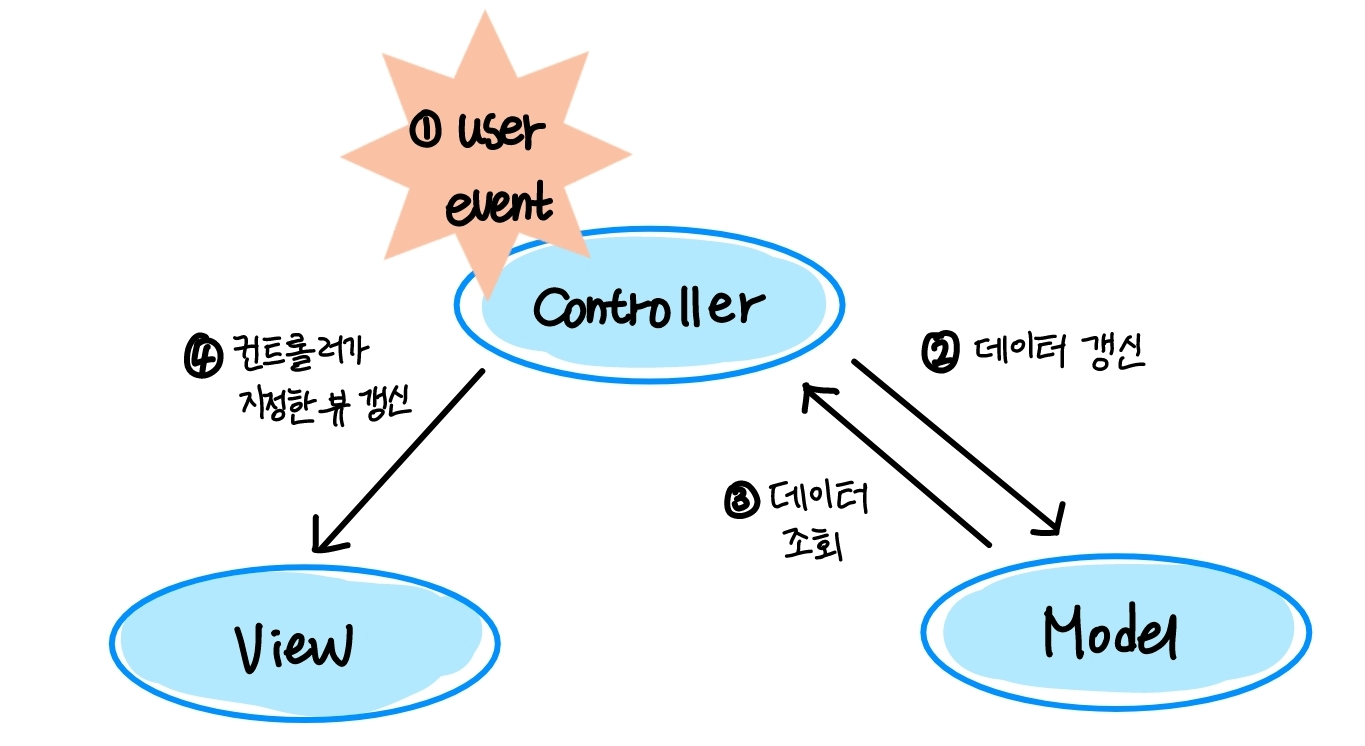 ① user
event
Controller
④ 컨트롤러가
지정한 뷰 갱신
② 데이터 갱신
③ 데이터
조회
View
Model